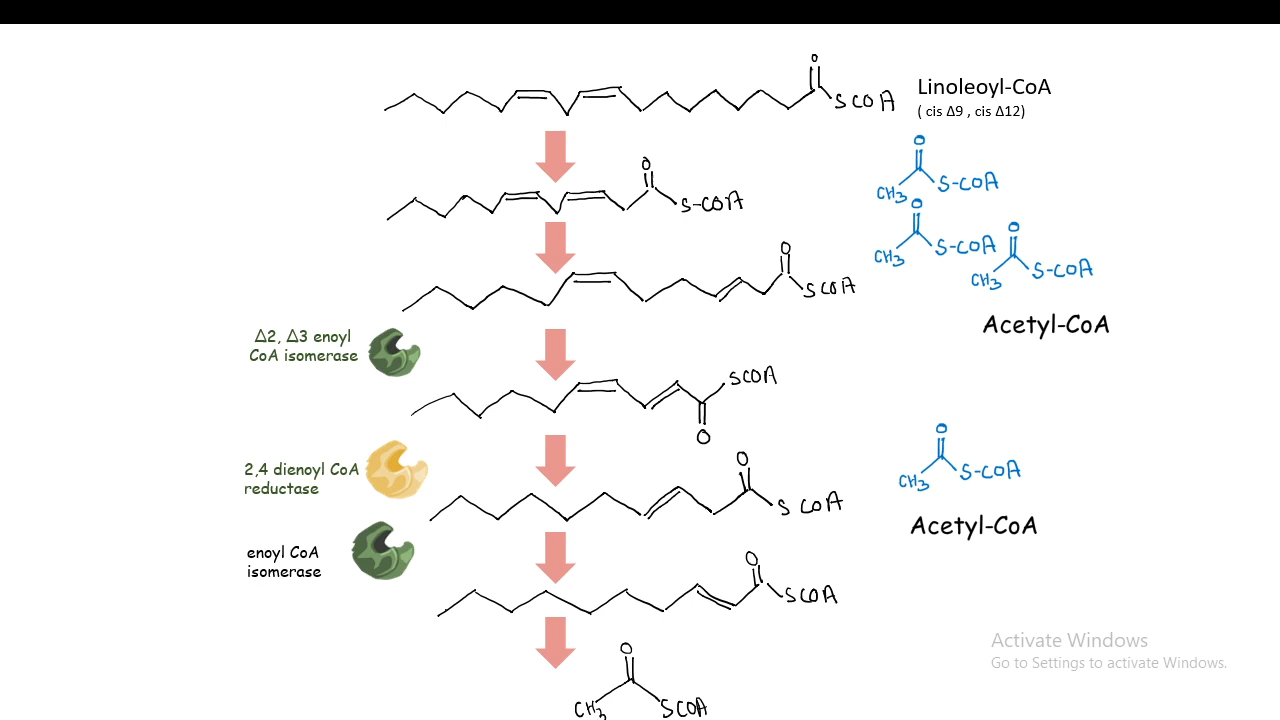 O
S COA
Linoleoyl-CoA
( cis Δ9 , cis Δ12)
O
CH3
S-COA
O
S-COA
O
CH3
S-COA
O
CH3
S-COA
O
S COA
Acetyl-CoA
Δ2, Δ3 enoyl
CoA isomerase
SCOA
O
2,4 dienoyl CoA
reductase
O
S COA
O
CH3
S-COA
Acetyl-CoA
enoyl CoA
isomerase
O
SCOA
O
CH3
SCOA
Activate Windows
Go to Settings to activate Windows.